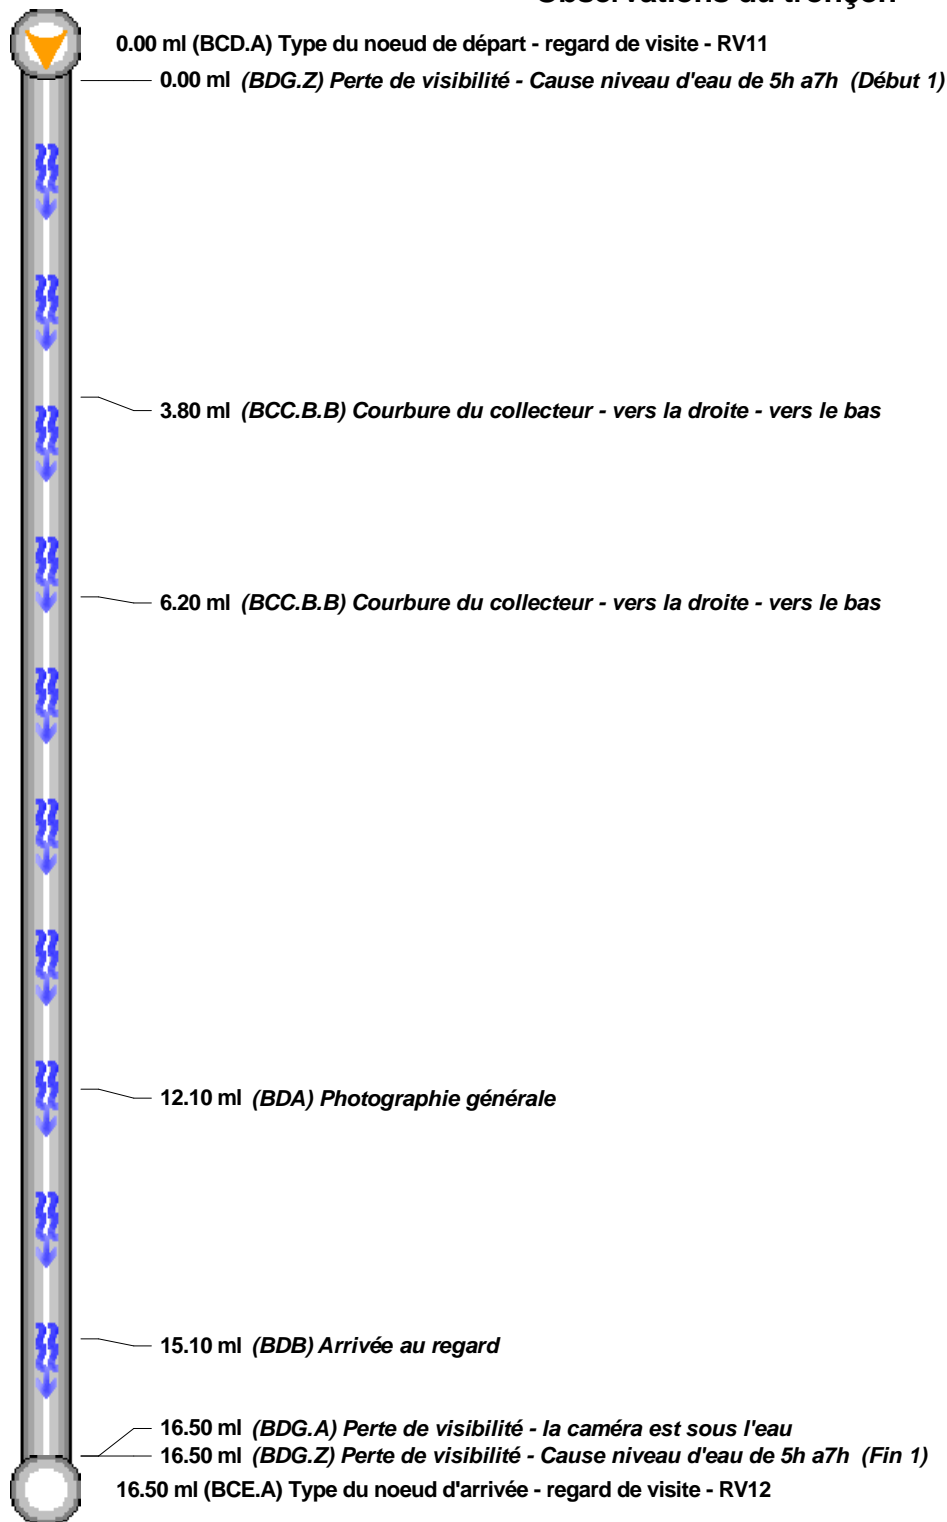 Observations du tronçon
0.00 ml (BCD.A) Type du noeud de départ - regard de visite - RV11
0.00 ml (BDG.Z) Perte de visibilité - Cause niveau d'eau de 5h a7h (Début 1)
3.80 ml (BCC.B.B) Courbure du collecteur - vers la droite - vers le bas
6.20 ml (BCC.B.B) Courbure du collecteur - vers la droite - vers le bas
12.10 ml (BDA) Photographie générale
15.10 ml (BDB) Arrivée au regard
16.50 ml (BDG.A) Perte de visibilité - la caméra est sous l'eau
16.50 ml (BDG.Z) Perte de visibilité - Cause niveau d'eau de 5h a7h (Fin 1)
16.50 ml (BCE.A) Type du noeud d'arrivée - regard de visite - RV12